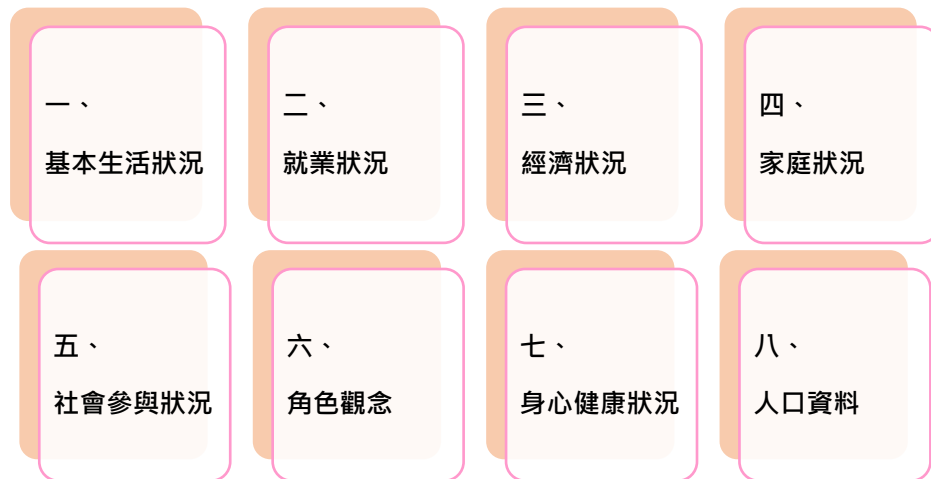 一、
基本生活狀況
二、
就業狀況
三、
經濟狀況
四、
家庭狀況
五、
社會參與狀況
六、
角色觀念
七、
身心健康狀況
八、
人口資料